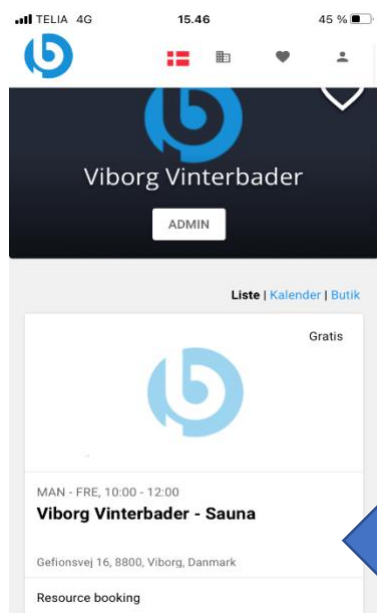 TELIA 4G 15.46 45 %
Viborg Vinterbader
ADMIN
Liste | Kalender | Butik
Gratis
MAN - FRE, 10:00 - 12:00
Viborg Vinterbader - Sauna
Gefionsvej 16, 8800, Viborg, Danmark
Resource booking